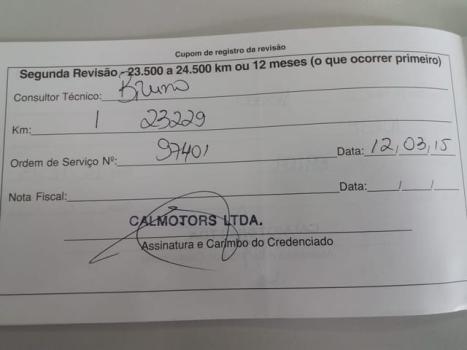 Cupom de registro da revisão
Segunda Revisão - 23.500 a 24.500 km ou 12 meses (o que ocorrer primeiro)
Consultor Técnico: Bruno
Km: 23229
Ordem de Serviço Nº: 97401 Data: 12/03/15
Nota Fiscal: Data: / /
CALMOTORS LTDA.
Assinatura e Carimbo do Credenciado